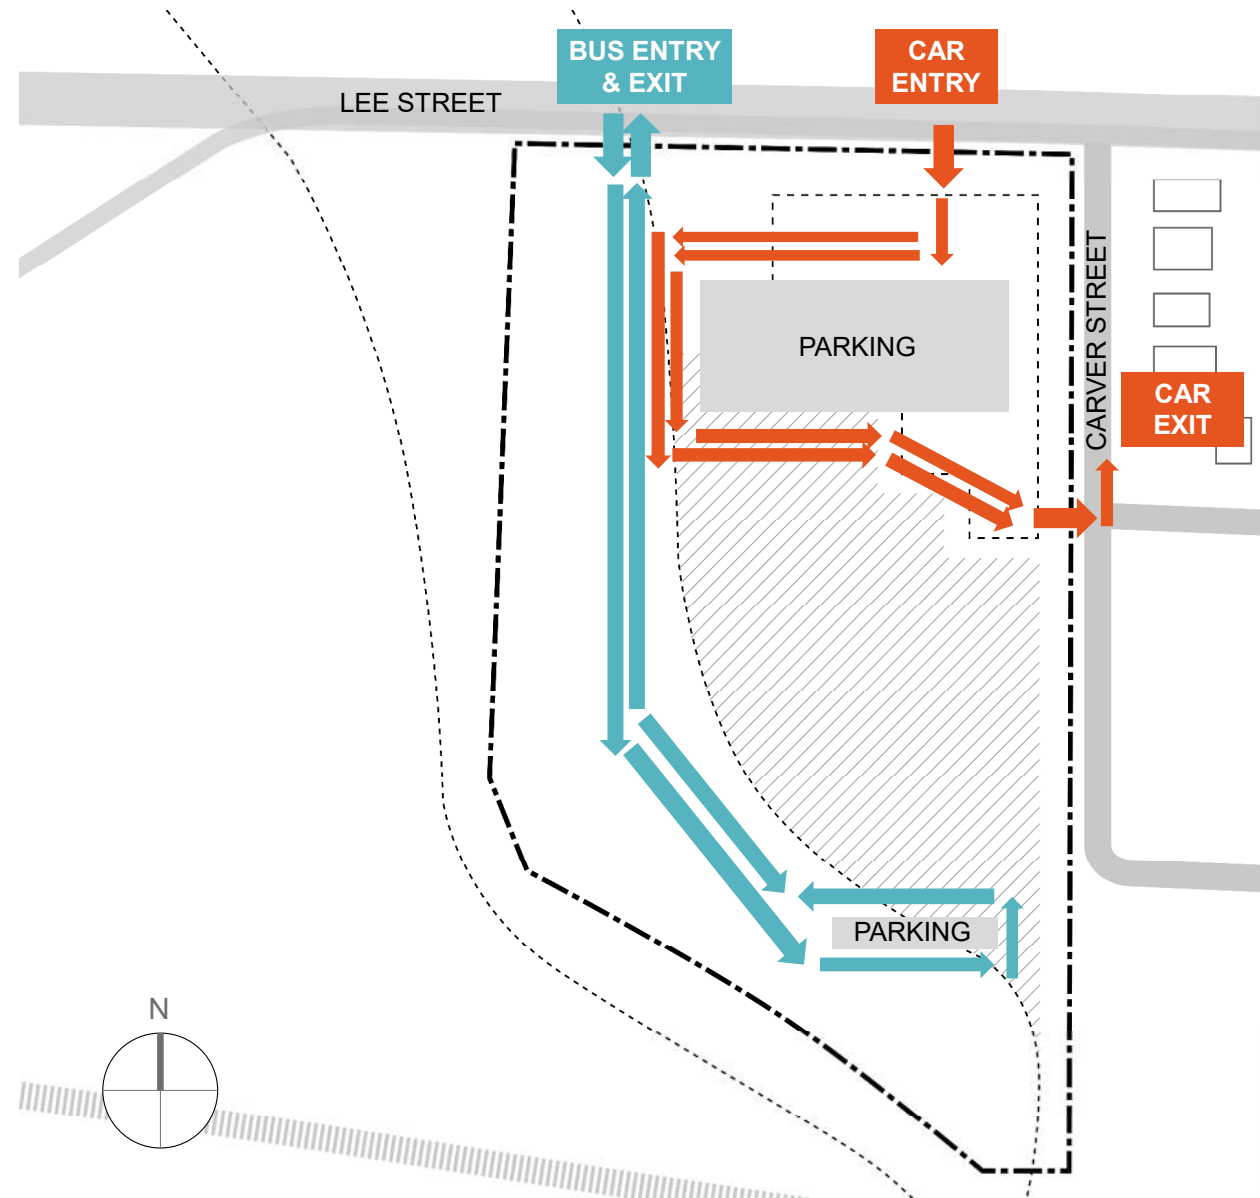 BUS ENTRY
& EXIT
CAR
ENTRY
LEE STREET
CARVER STREET
PARKING
CAR
EXIT
PARKING
N